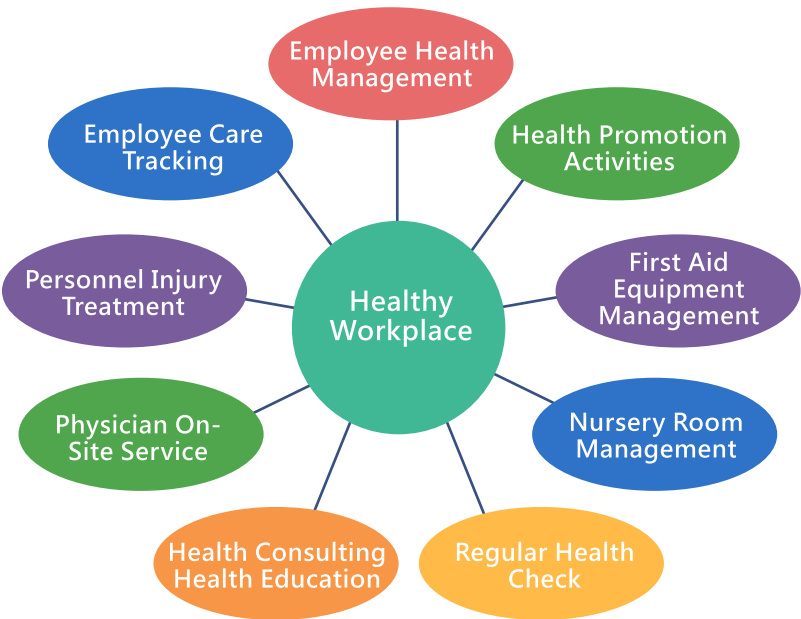 Employee Health
Management
Employee Care
Tracking
Health Promotion
Activities
Personnel Injury
Treatment
First Aid
Equipment
Management
Healthy
Workplace
Physician On-
Site Service
Nursery Room
Management
Health Consulting
Health Education
Regular Health
Check